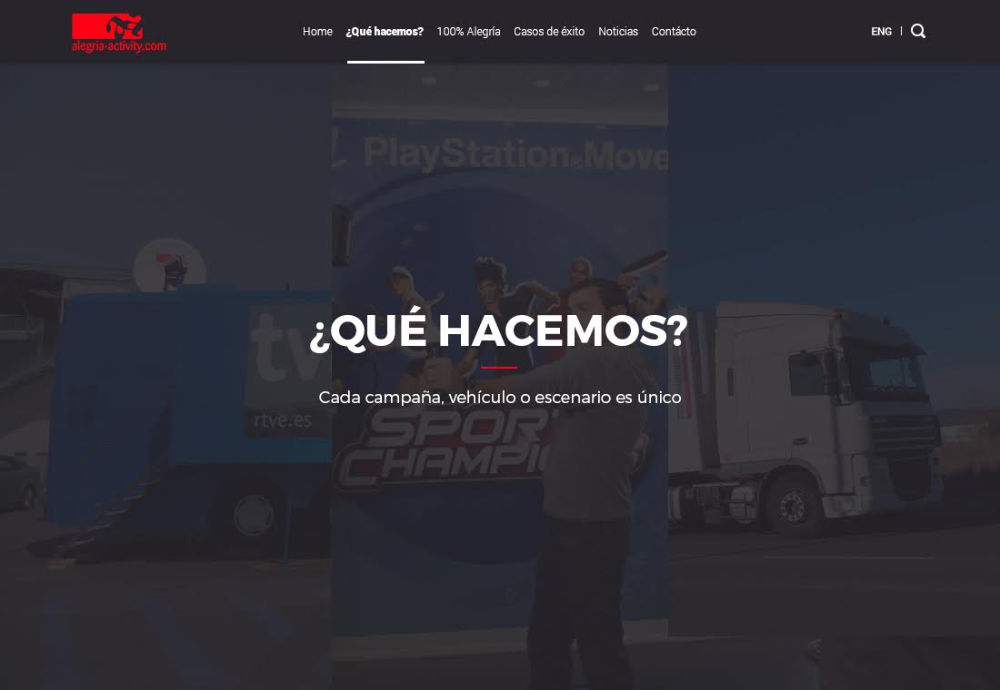 alegria-activity.com
Home
¿Qué hacemos?
100% Alegría
Casos de éxito
Noticias
Contácto
ENG
PlayStation®Move
¿QUÉ HACEMOS?
Cada campaña, vehículo o escenario es único
tv
rtve.es
SPORT
CHAMPI